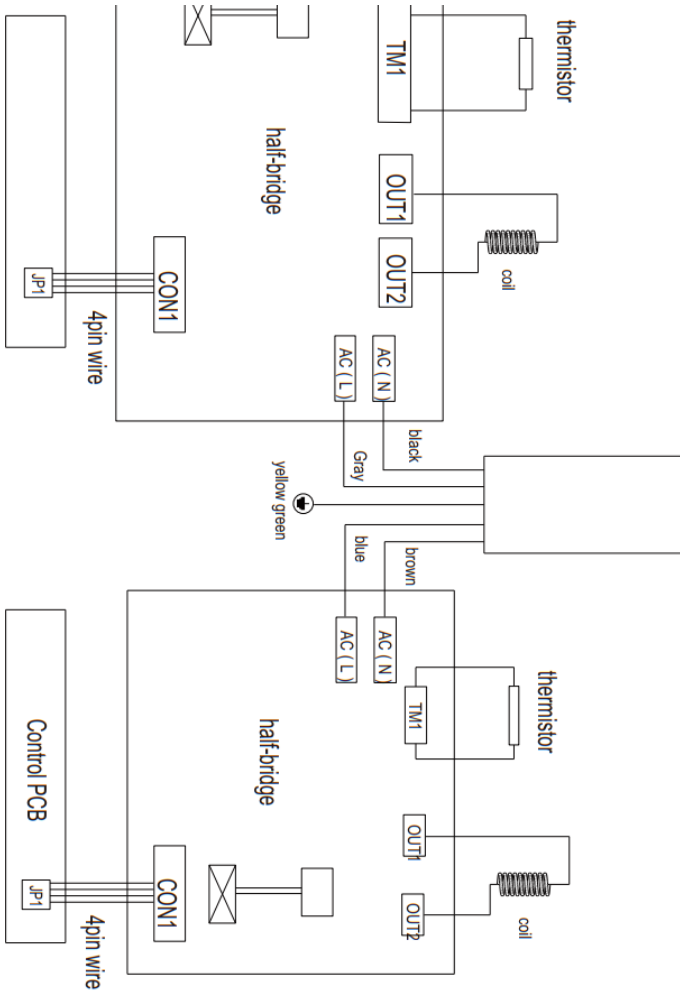 thermistor
TM1
half-bridge
OUT1
OUT2
coil
CON1
JP1
4pin wire
AC ( L )
AC ( N )
black
Gray
yellow green
blue
brown
AC ( L )
AC ( N )
thermistor
TM1
half-bridge
Control PCB
OUT1
OUT2
coil
CON1
JP1
4pin wire